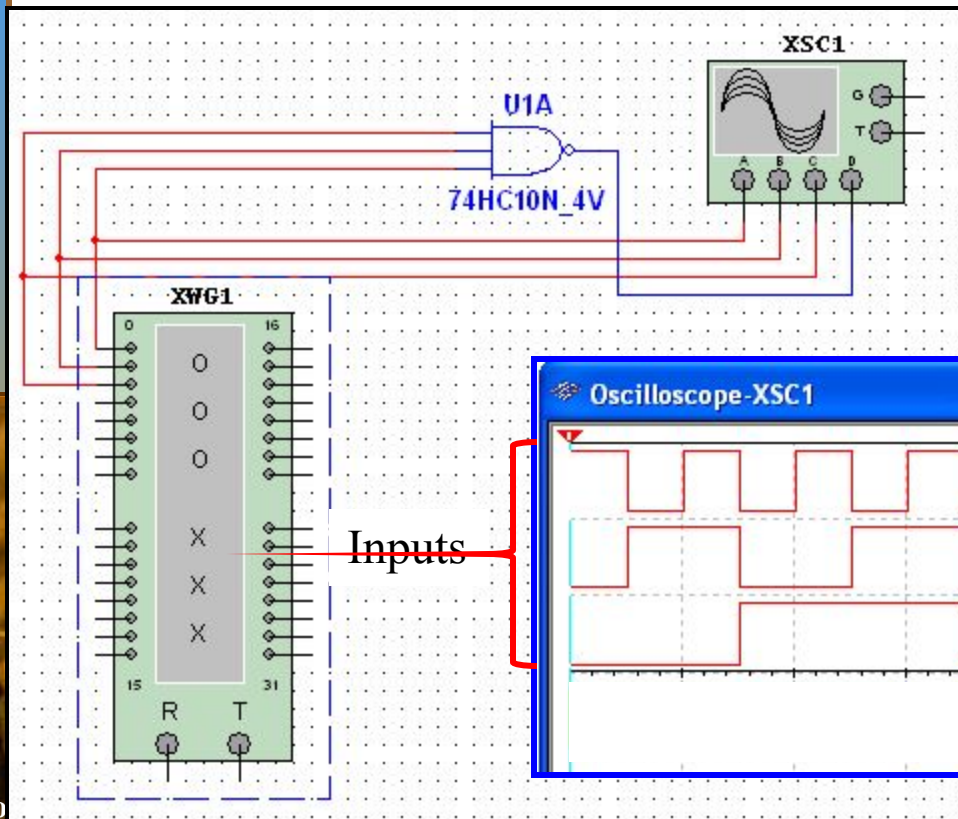 XSC1
G
T
A B C D
U1A
74HC10N_4V
XWG1
0 16
O
O
O
X
X
X
15 31
R T
Inputs
Oscilloscope-XSC1